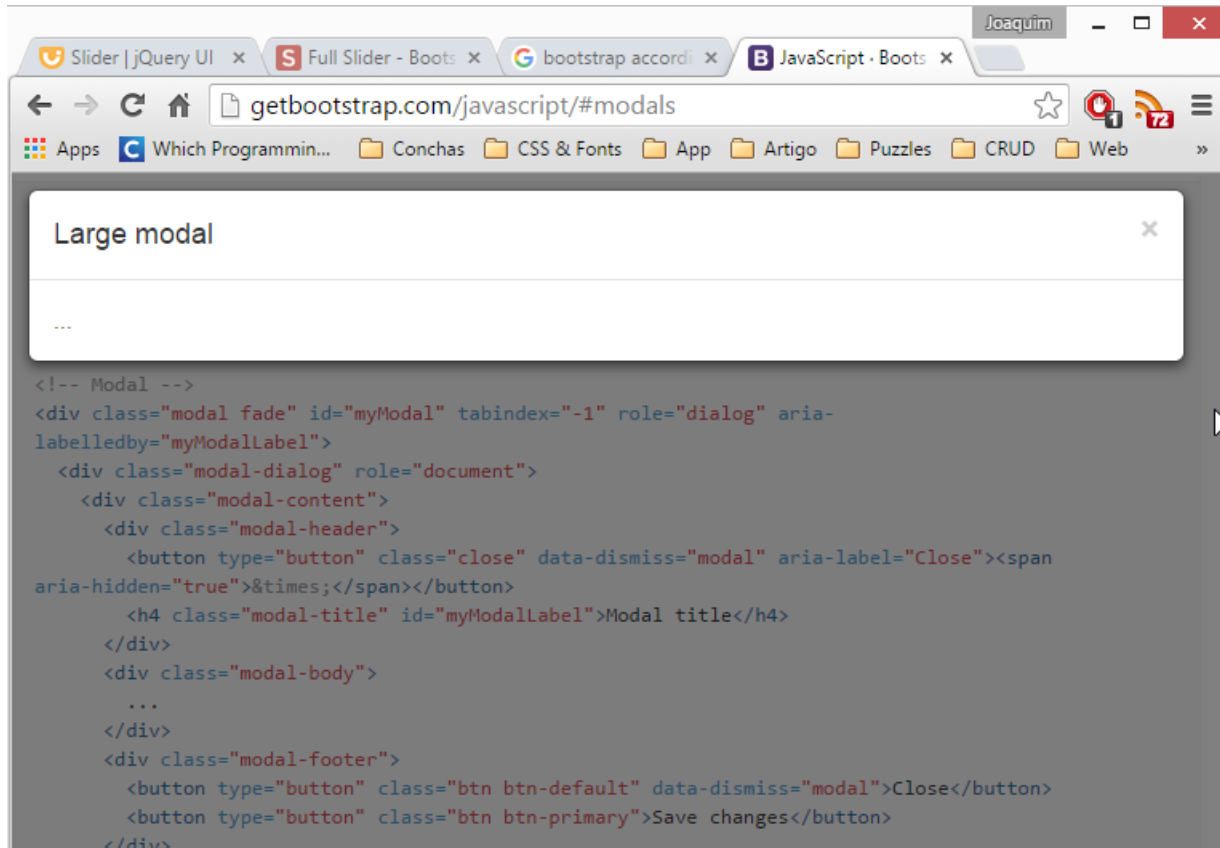 Joaquim
Slider | jQuery UI
Full Slider - Boots
bootstrap accordi
JavaScript · Boots
getbootstrap.com/javascript/#modals
1
72
Apps
Which Programmin...
Conchas
CSS & Fonts
App
Artigo
Puzzles
CRUD
Web
»
Large modal
×
...
<!-- Modal -->
<div class="modal fade" id="myModal" tabindex="-1" role="dialog" aria-
labelledby="myModalLabel">
<div class="modal-dialog" role="document">
<div class="modal-content">
<div class="modal-header">
<button type="button" class="close" data-dismiss="modal" aria-label="Close"><span
aria-hidden="true">&times;</span></button>
<h4 class="modal-title" id="myModalLabel">Modal title</h4>
</div>
<div class="modal-body">
...
</div>
<div class="modal-footer">
<button type="button" class="btn btn-default" data-dismiss="modal">Close</button>
<button type="button" class="btn btn-primary">Save changes</button>
</div>